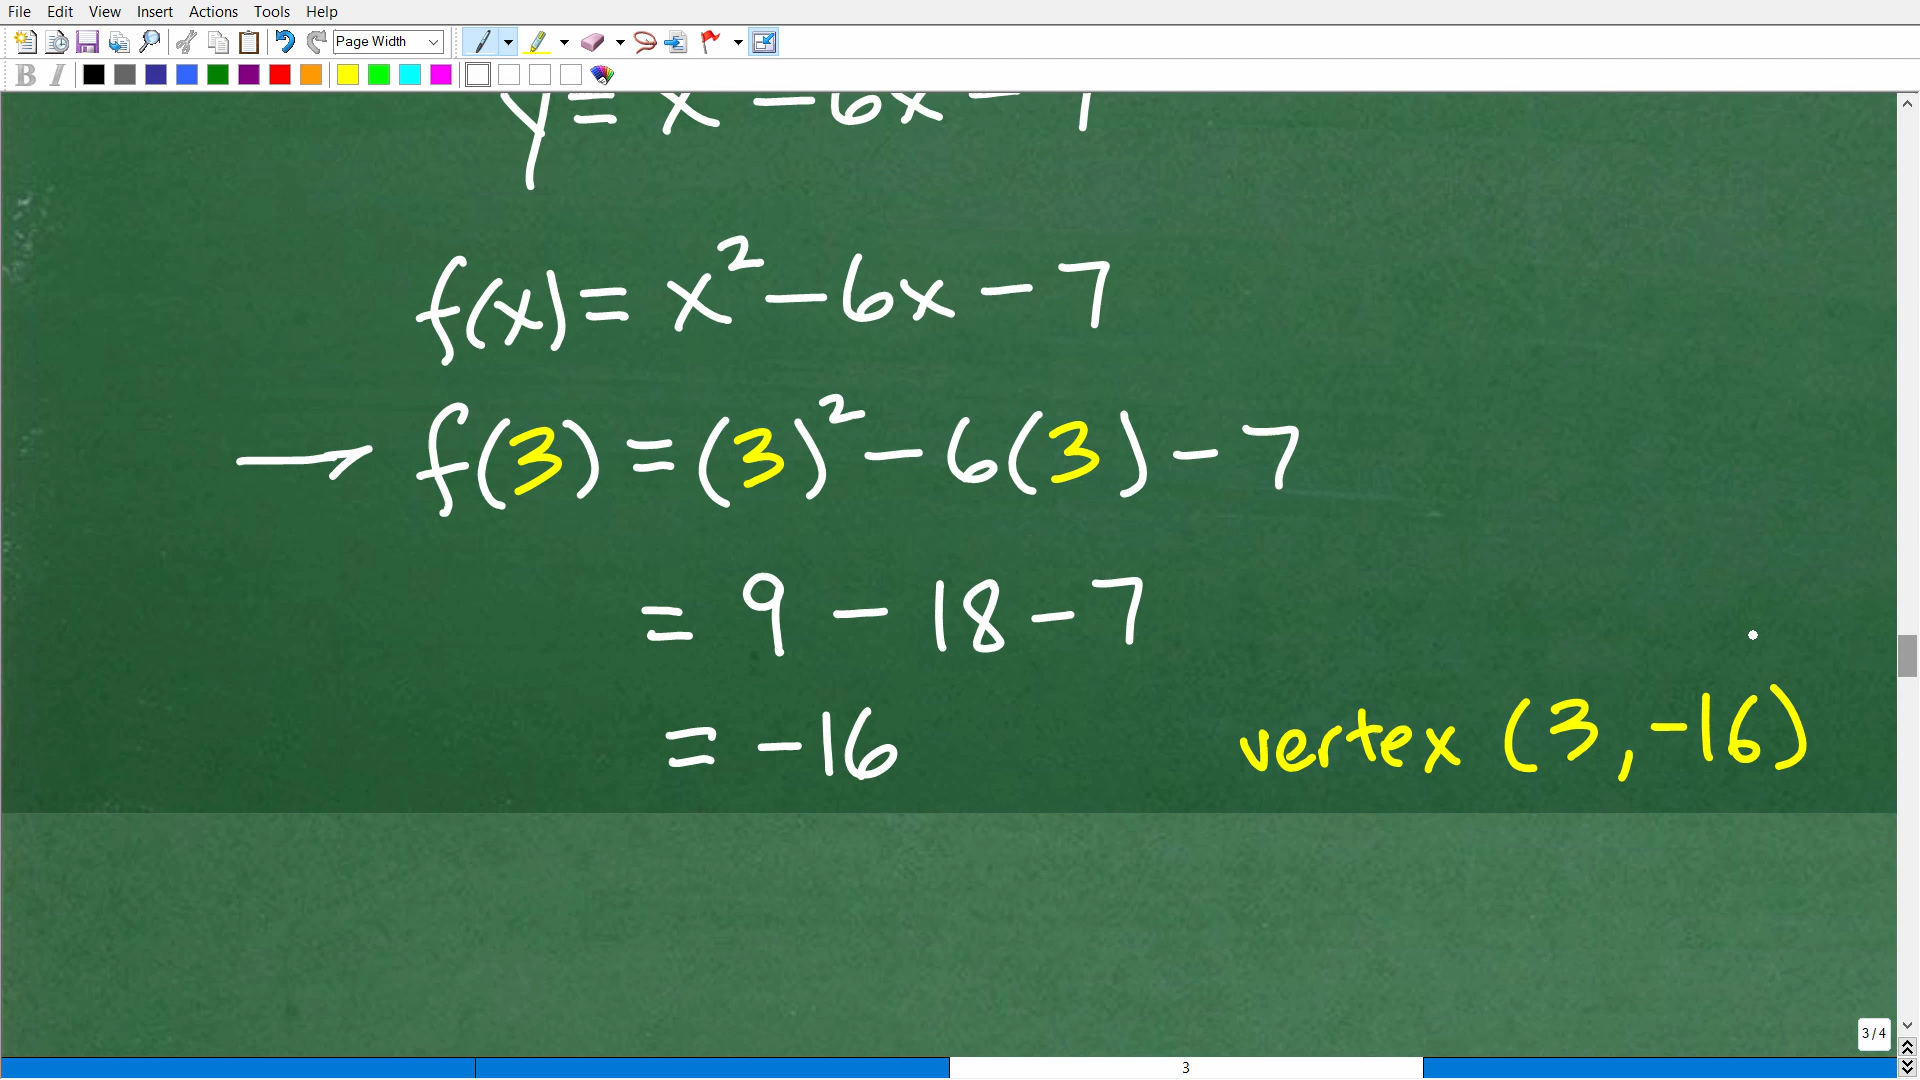 File Edit View Insert Actions Tools Help
Page Width
B I
f(x) = x² - 6x - 7
→ f(3) = (3)² - 6(3) - 7
= 9 - 18 - 7
= -16
vertex (3, -16)
3 / 4
3